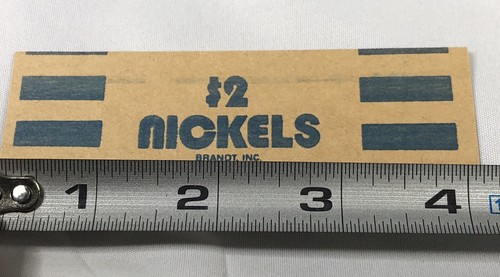 $2
NICKELS
BRANDT, INC.
1 2 3 4